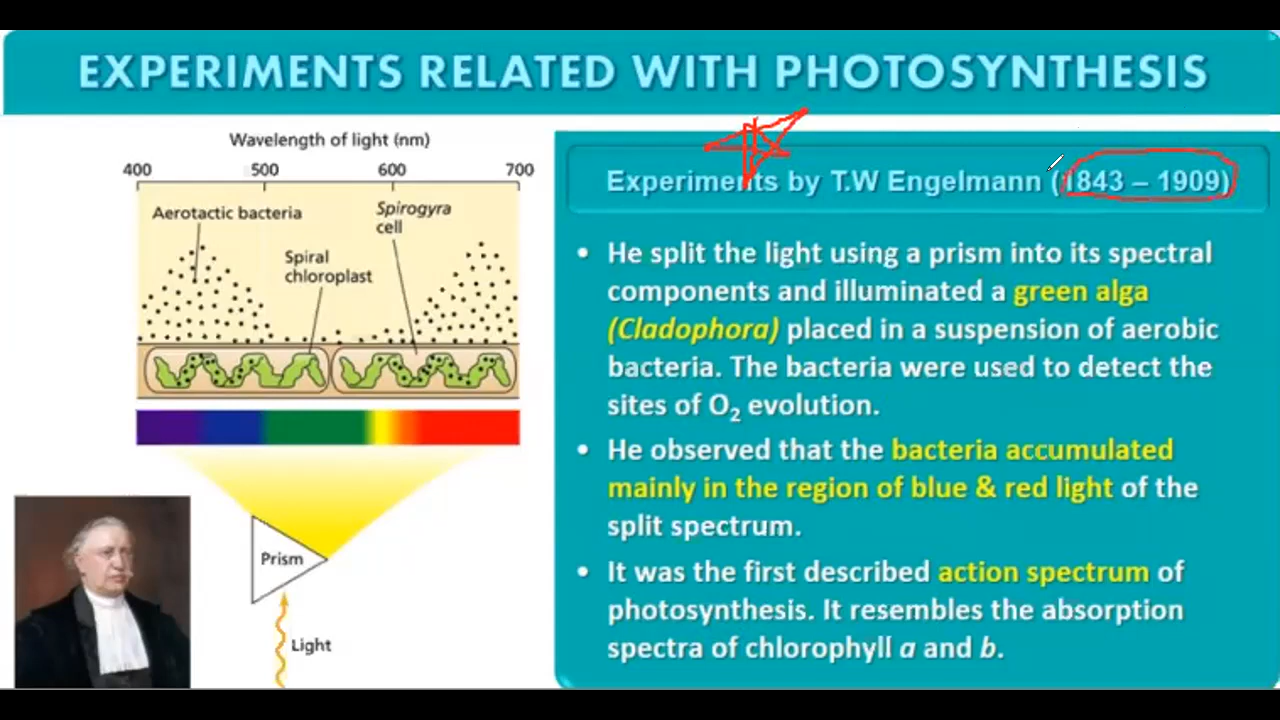 EXPERIMENTS RELATED WITH PHOTOSYNTHESIS
Wavelength of light (nm)
400 500 600 700
Aerotactic bacteria
Spirogyra
cell
Spiral
chloroplast
Prism
Light
Experiments by T.W Engelmann (1843 – 1909)
• He split the light using a prism into its spectral
components and illuminated a green alga
(Cladophora) placed in a suspension of aerobic
bacteria. The bacteria were used to detect the
sites of O₂ evolution.
• He observed that the bacteria accumulated
mainly in the region of blue & red light of the
split spectrum.
• It was the first described action spectrum of
photosynthesis. It resembles the absorption
spectra of chlorophyll a and b.